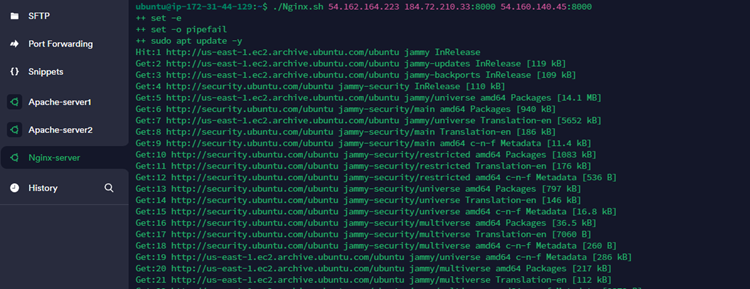 SFTP
Port Forwarding
{} Snippets
Apache-server1
Apache-server2
Nginx-server
History
ubuntu@ip-172-31-44-129:~$ ./Nginx.sh 54.162.164.223 184.72.210.33:8000 54.160.140.45:8000
++ set -e
++ set -o pipefail
++ sudo apt update -y
Hit:1 http://us-east-1.ec2.archive.ubuntu.com/ubuntu jammy InRelease
Get:2 http://us-east-1.ec2.archive.ubuntu.com/ubuntu jammy-updates InRelease [119 kB]
Get:3 http://us-east-1.ec2.archive.ubuntu.com/ubuntu jammy-backports InRelease [109 kB]
Get:4 http://security.ubuntu.com/ubuntu jammy-security InRelease [110 kB]
Get:5 http://us-east-1.ec2.archive.ubuntu.com/ubuntu jammy/universe amd64 Packages [14.1 MB]
Get:6 http://security.ubuntu.com/ubuntu jammy-security/main amd64 Packages [940 kB]
Get:7 http://us-east-1.ec2.archive.ubuntu.com/ubuntu jammy/universe Translation-en [5652 kB]
Get:8 http://security.ubuntu.com/ubuntu jammy-security/main Translation-en [186 kB]
Get:9 http://security.ubuntu.com/ubuntu jammy-security/main amd64 c-n-f Metadata [11.4 kB]
Get:10 http://security.ubuntu.com/ubuntu jammy-security/restricted amd64 Packages [1083 kB]
Get:11 http://security.ubuntu.com/ubuntu jammy-security/restricted Translation-en [176 kB]
Get:12 http://security.ubuntu.com/ubuntu jammy-security/restricted amd64 c-n-f Metadata [536 B]
Get:13 http://security.ubuntu.com/ubuntu jammy-security/universe amd64 Packages [797 kB]
Get:14 http://security.ubuntu.com/ubuntu jammy-security/universe Translation-en [146 kB]
Get:15 http://security.ubuntu.com/ubuntu jammy-security/universe amd64 c-n-f Metadata [16.8 kB]
Get:16 http://security.ubuntu.com/ubuntu jammy-security/multiverse amd64 Packages [36.5 kB]
Get:17 http://security.ubuntu.com/ubuntu jammy-security/multiverse Translation-en [7060 B]
Get:18 http://security.ubuntu.com/ubuntu jammy-security/multiverse amd64 c-n-f Metadata [260 B]
Get:19 http://us-east-1.ec2.archive.ubuntu.com/ubuntu jammy/universe amd64 c-n-f Metadata [286 kB]
Get:20 http://us-east-1.ec2.archive.ubuntu.com/ubuntu jammy/multiverse amd64 Packages [217 kB]
Get:21 http://us-east-1.ec2.archive.ubuntu.com/ubuntu jammy/multiverse Translation-en [112 kB]